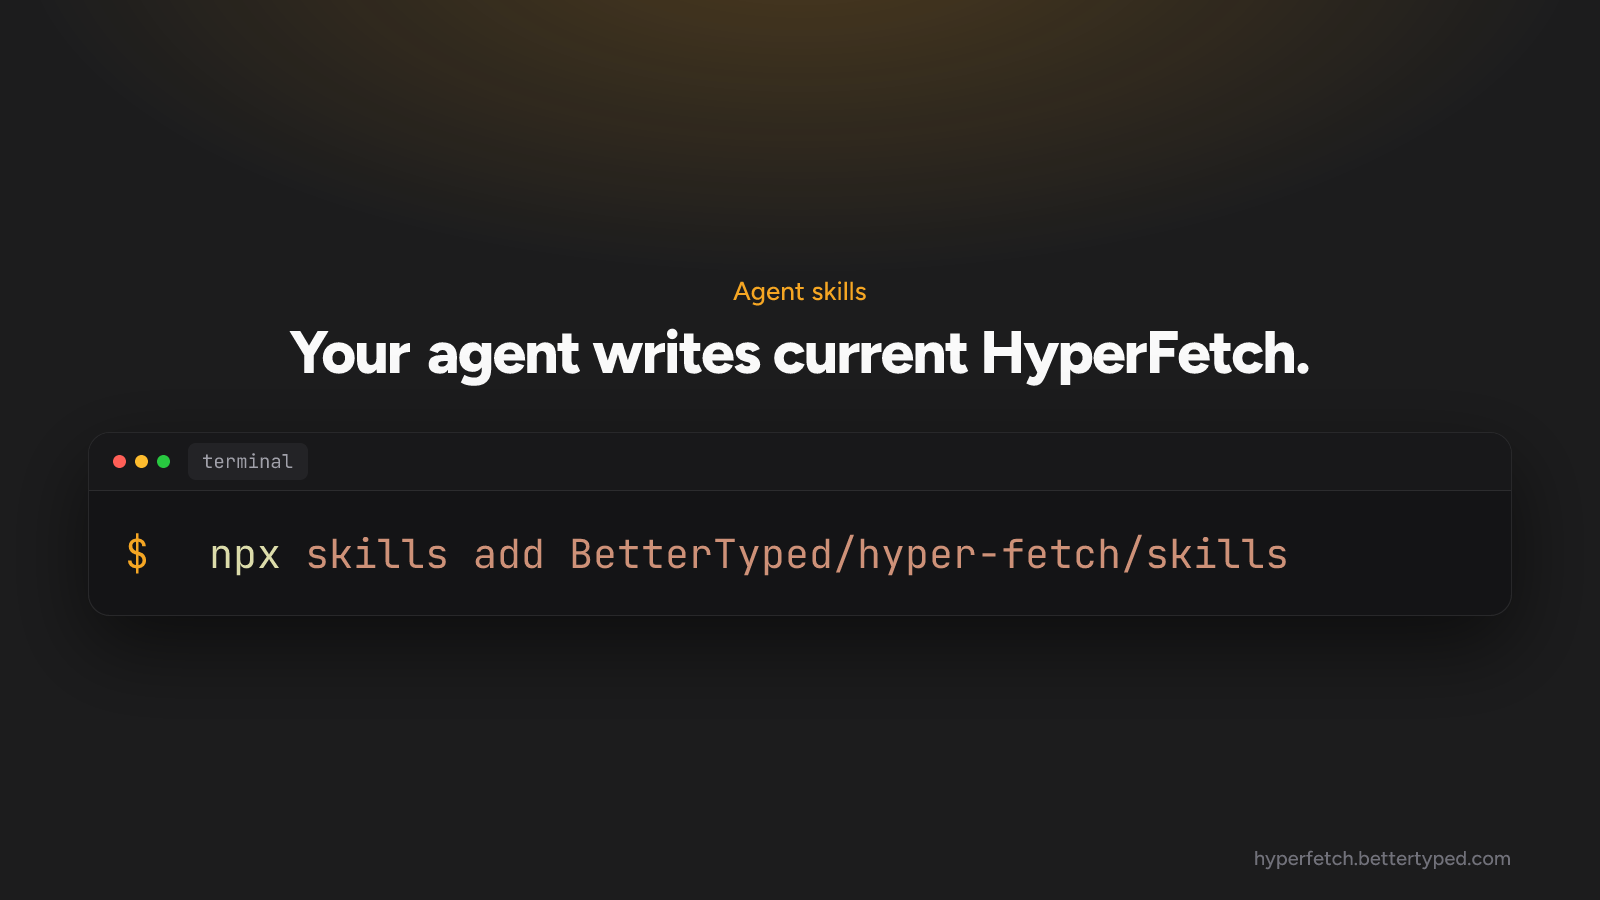 Agent skills
Your agent writes current HyperFetch.
terminal
$ npx skills add BetterTyped/hyper-fetch/skills
hyperfetch.bettertyped.com